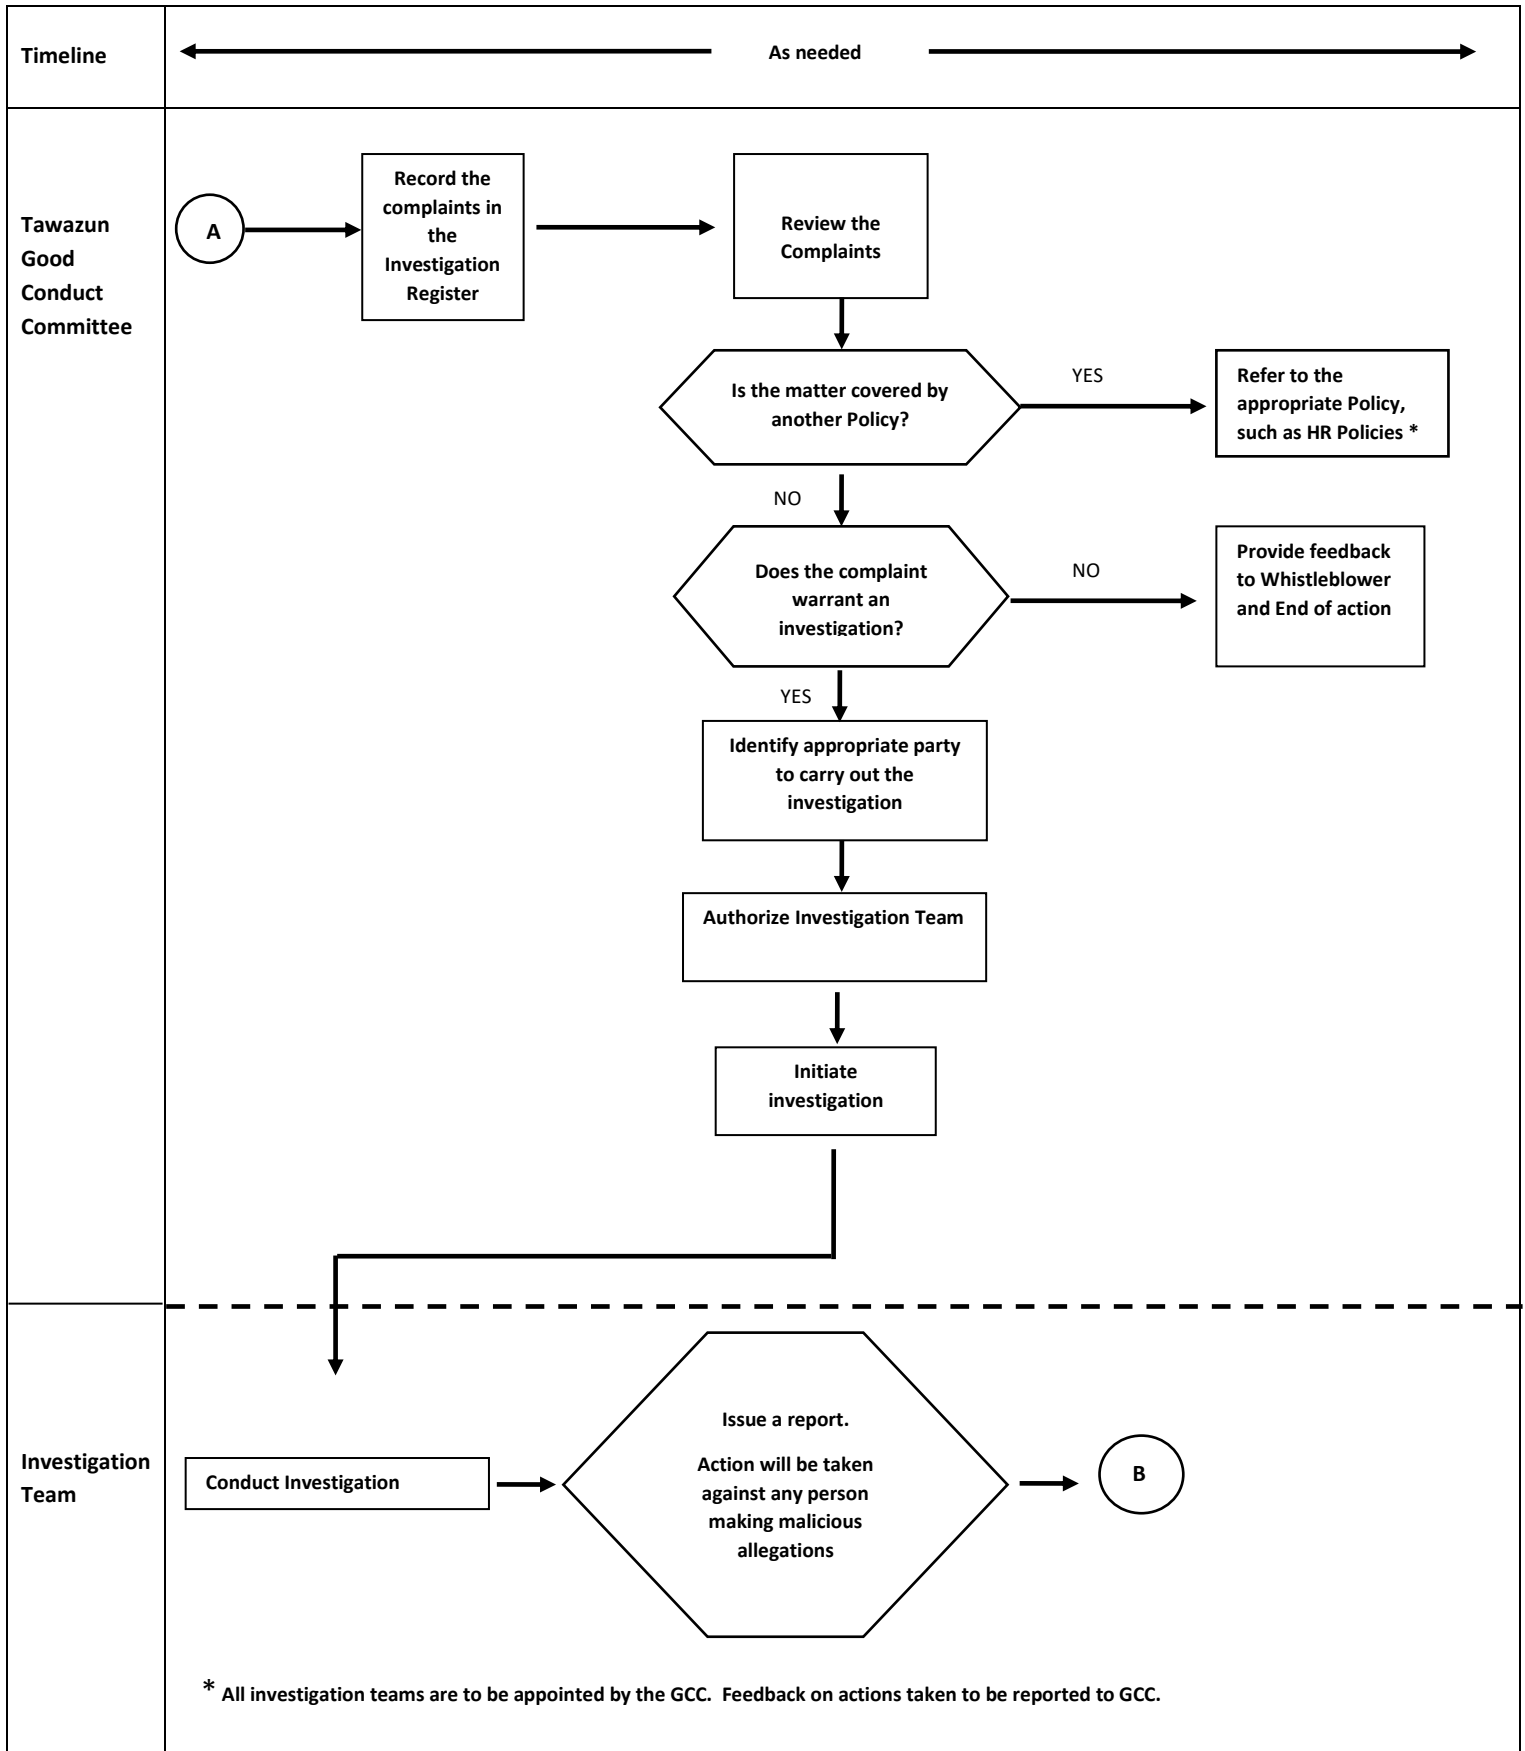 Timeline
As needed
Tawazun
Good
Conduct
Committee
A
Record the
complaints in
the
Investigation
Register
Review the
Complaints
Is the matter covered by
another Policy?
YES
Refer to the
appropriate Policy,
such as HR Policies *
NO
Does the complaint
warrant an
investigation?
NO
Provide feedback
to Whistleblower
and End of action
YES
Identify appropriate party
to carry out the
investigation
Authorize Investigation Team
Initiate
investigation
Investigation
Team
Conduct Investigation
Issue a report.
Action will be taken
against any person
making malicious
allegations
B
* All investigation teams are to be appointed by the GCC.  Feedback on actions taken to be reported to GCC.